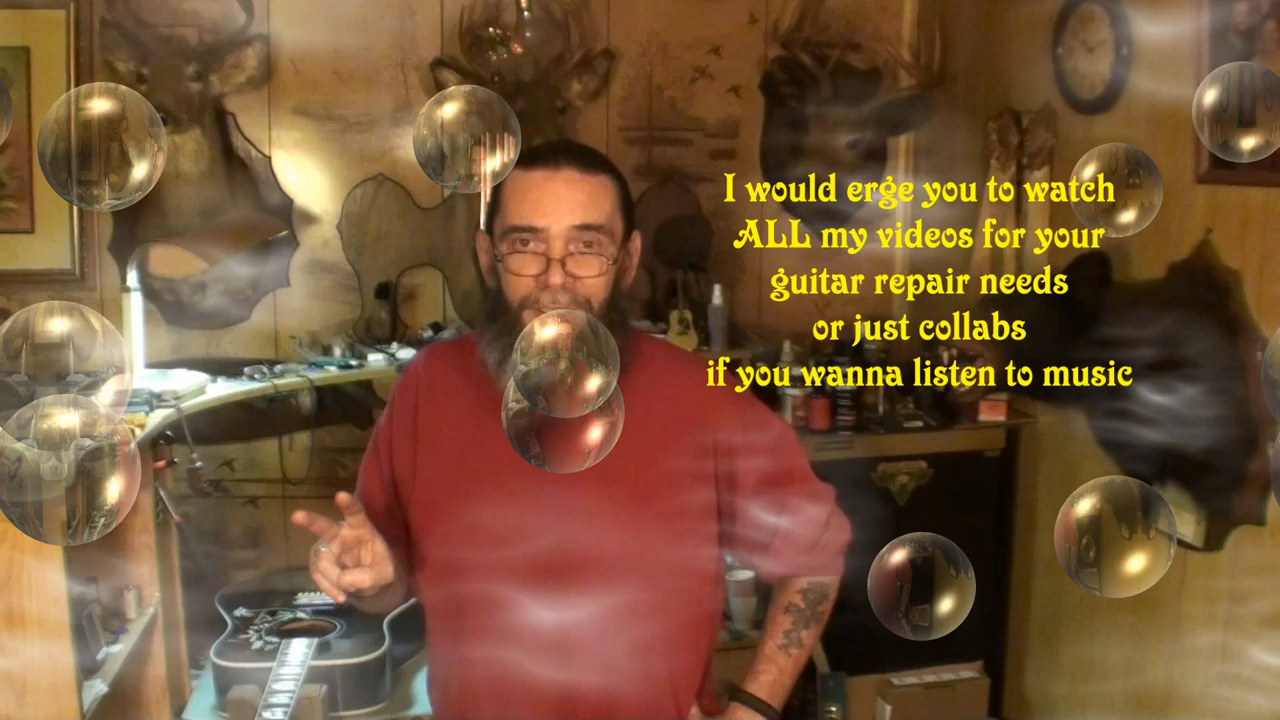 I would erge you to watch
ALL my videos for your
guitar repair needs
or just collabs
if you wanna listen to music